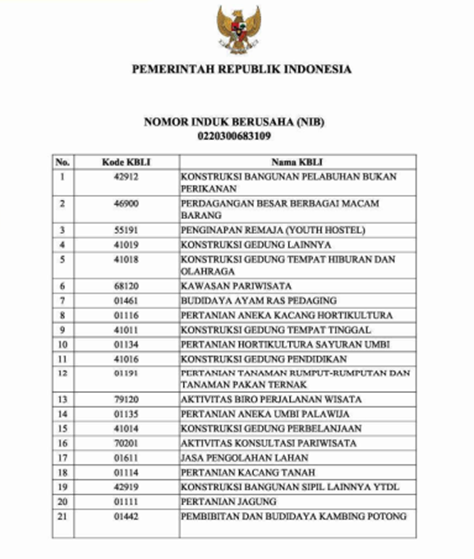 PEMERINTAH REPUBLIK INDONESIA
NOMOR INDUK BERUSAHA (NIB)
0220300683109
No. Kode KBLI Nama KBLI
1 42912 KONSTRUKSI BANGUNAN PELABUHAN BUKAN
PERIKANAN
2 46900 PERDAGANGAN BESAR BERBAGAI MACAM
BARANG
3 55191 PENGINAPAN REMAJA (YOUTH HOSTEL)
4 41019 KONSTRUKSI GEDUNG LAINNYA
5 41018 KONSTRUKSI GEDUNG TEMPAT HIBURAN DAN
OLAHRAGA
6 68120 KAWASAN PARIWISATA
7 01461 BUDIDAYA AYAM RAS PEDAGING
8 01116 PERTANIAN ANEKA KACANG HORTIKULTURA
9 41011 KONSTRUKSI GEDUNG TEMPAT TINGGAL
10 01134 PERTANIAN HORTIKULTURA SAYURAN UMBI
11 41016 KONSTRUKSI GEDUNG PENDIDIKAN
12 01191 PERTANIAN TANAMAN RUMPUT-RUMPUTAN DAN
TANAMAN PAKAN TERNAK
13 79120 AKTIVITAS BIRO PERJALANAN WISATA
14 01135 PERTANIAN ANEKA UMBI PALAWIJA
15 41014 KONSTRUKSI GEDUNG PERBELANJAAN
16 70201 AKTIVITAS KONSULTASI PARIWISATA
17 01611 JASA PENGOLAHAN LAHAN
18 01114 PERTANIAN KACANG TANAH
19 42919 KONSTRUKSI BANGUNAN SIPIL LAINNYA YTDL
20 01111 PERTANIAN JAGUNG
21 01442 PEMBIBITAN DAN BUDIDAYA KAMBING POTONG